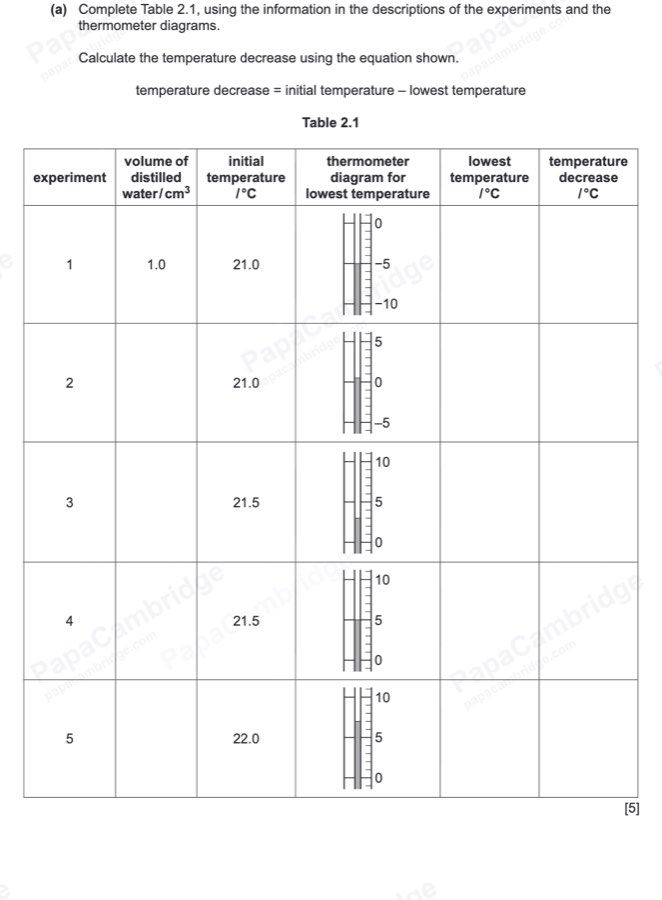 (a) Complete Table 2.1, using the information in the descriptions of the experiments and the
thermometer diagrams.
Calculate the temperature decrease using the equation shown.
temperature decrease = initial temperature – lowest temperature
Table 2.1
experiment volume of distilled water/cm³ initial temperature /°C thermometer diagram for lowest temperature lowest temperature /°C temperature decrease /°C
1 1.0 21.0
0
–5
–10
2 21.0
5
0
–5
3 21.5
10
5
0
4 21.5
10
5
0
5 22.0
10
5
0
[5]
PapaCambridge
papacambridge.com